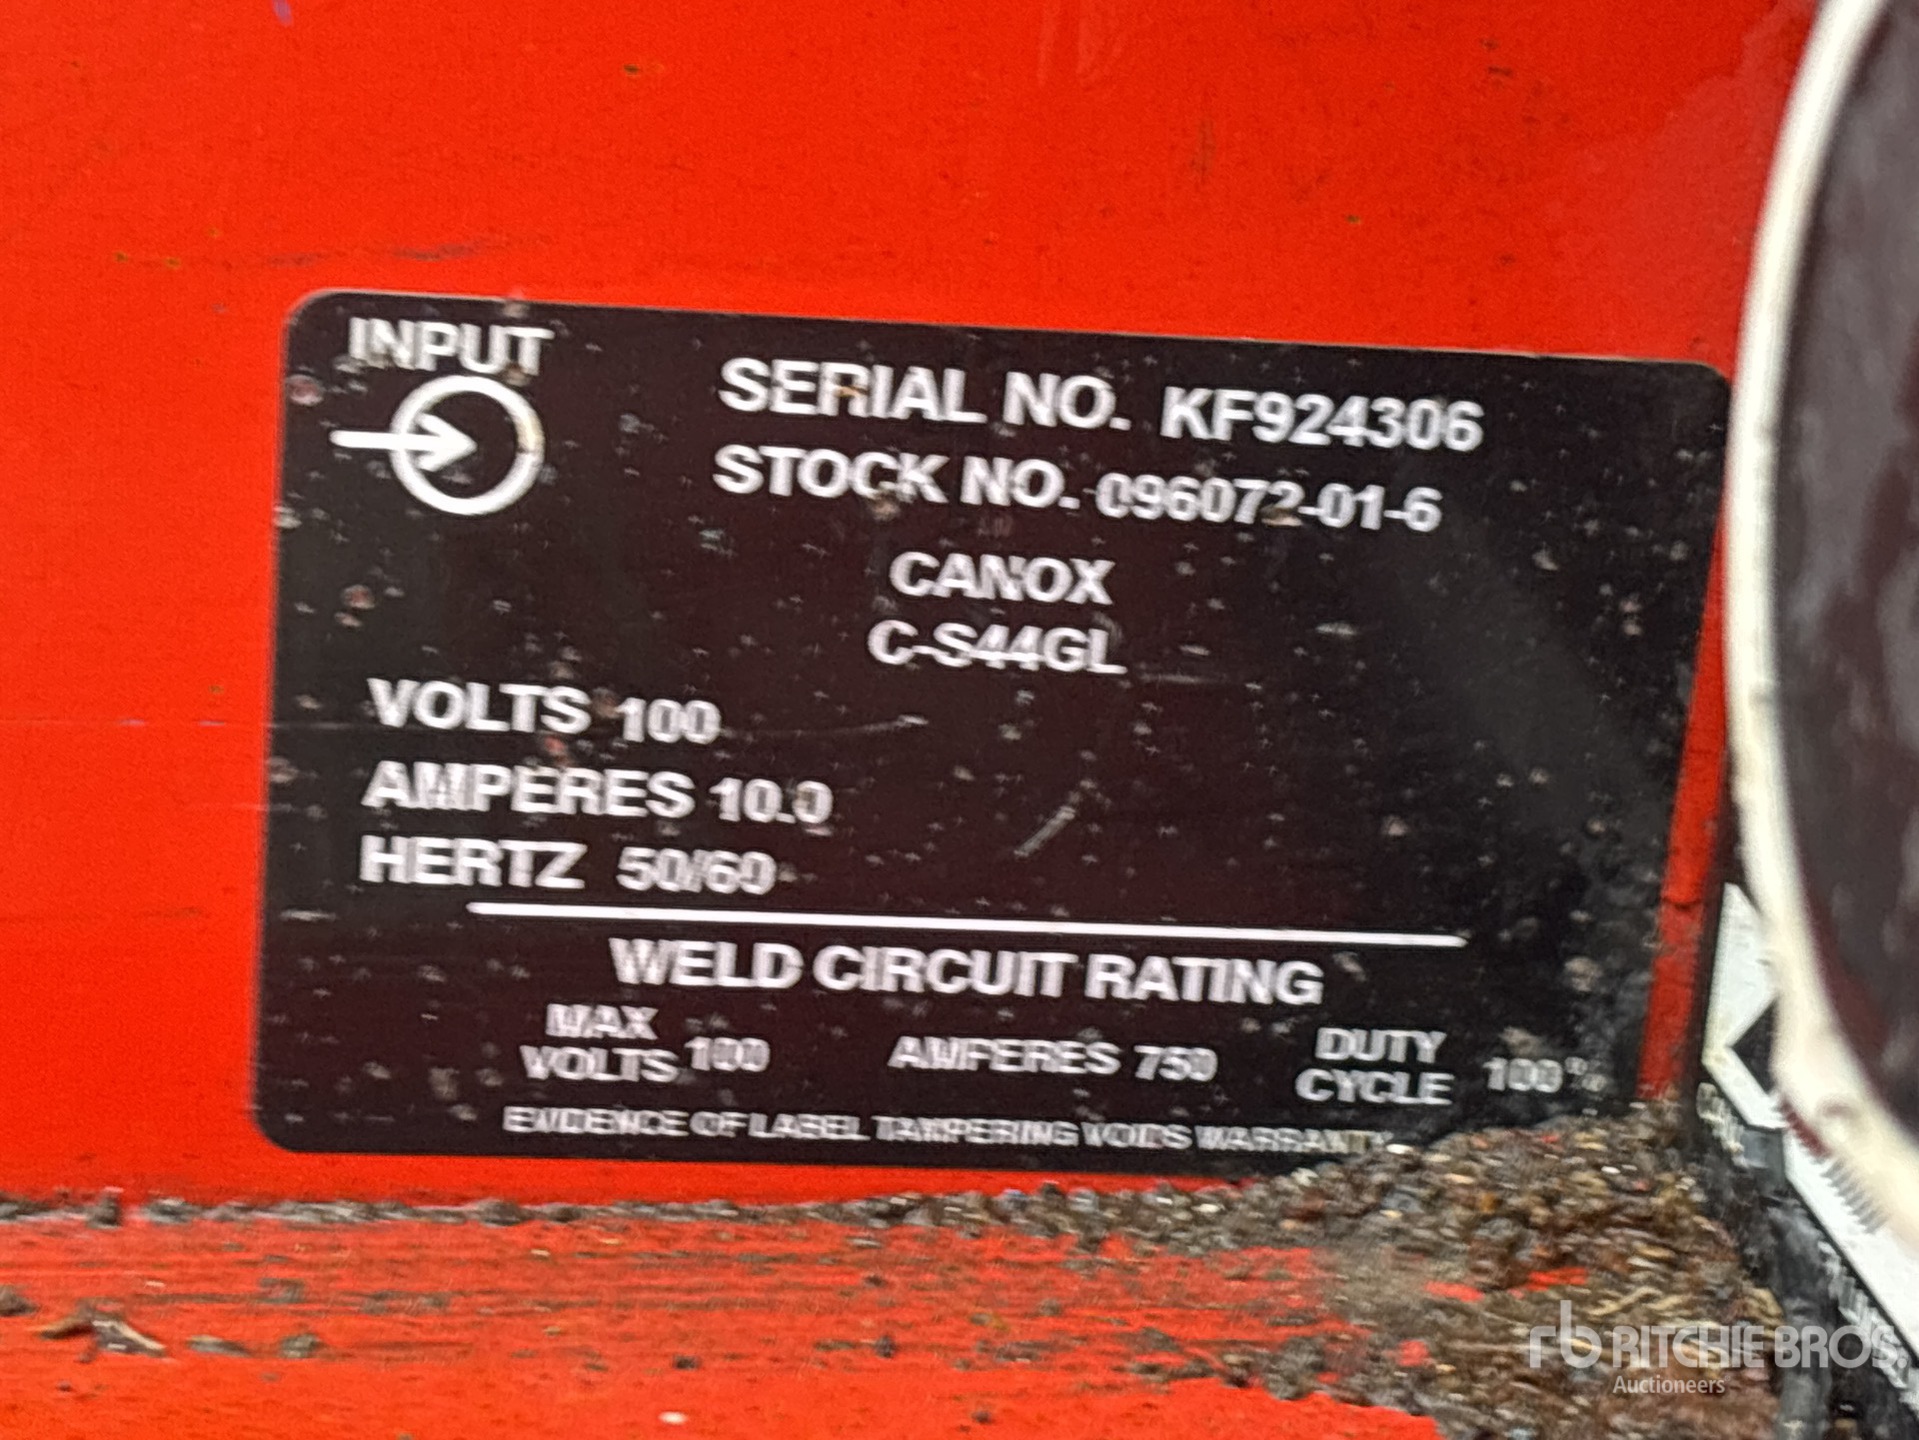 INPUT
SERIAL NO. KF924306
STOCK NO. 096072-01-6
CANOX
C-S44GL
VOLTS 100
AMPERES 10.0
HERTZ 50/60
WELD CIRCUIT RATING
MAX VOLTS 100 AMPERES 750 DUTY CYCLE 100%
EVIDENCE OF LABEL TAMPERING VOIDS WARRANTY
rb RITCHIE BROS.
Auctioneers